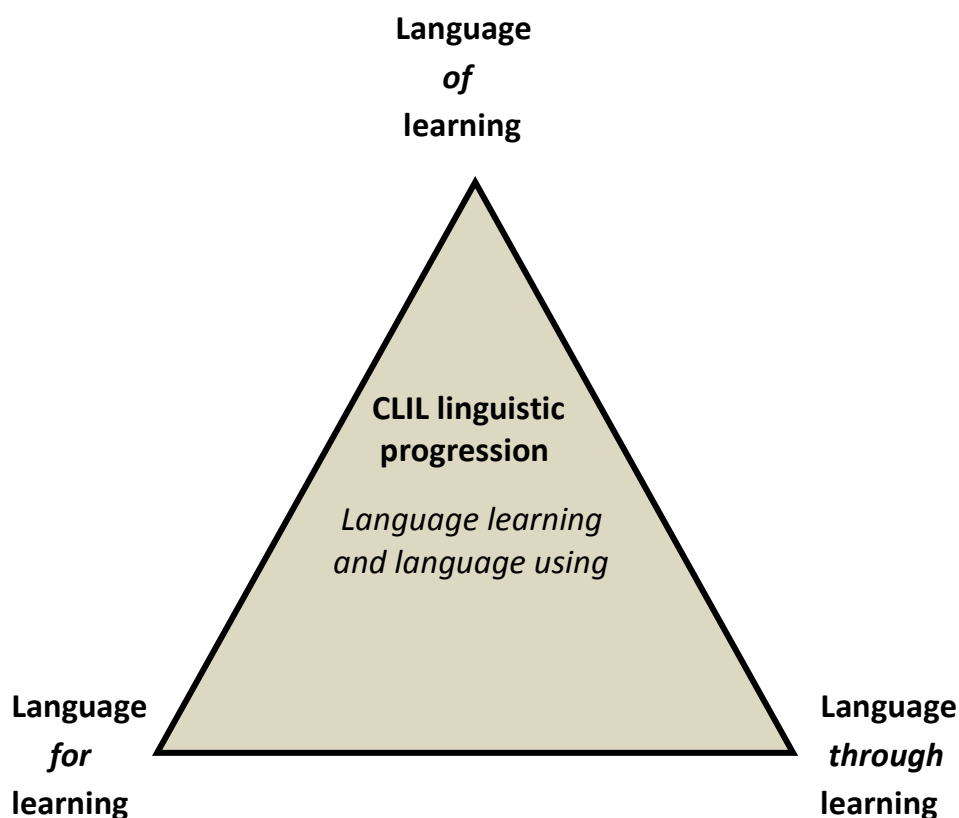 Language
of
learning
CLIL linguistic
progression
Language learning
and language using
Language
for
learning
Language
through
learning